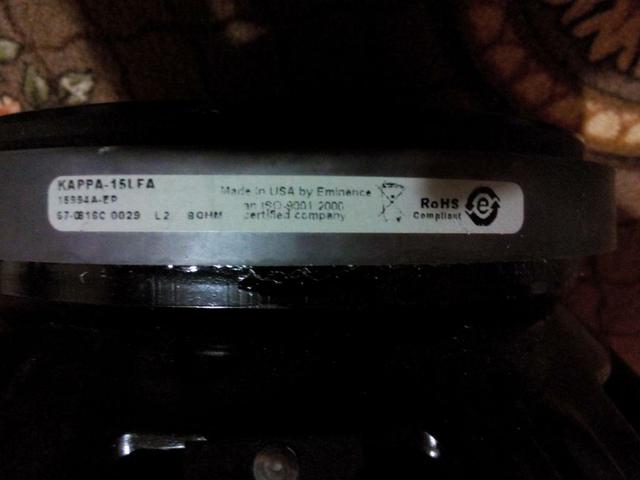 KAPPA-15LFA
15994A-EP
67-0816C 0029 L2 8OHM
Made in USA by Eminence
an ISO-9001 2000
certified company
RoHS
Compliant
e